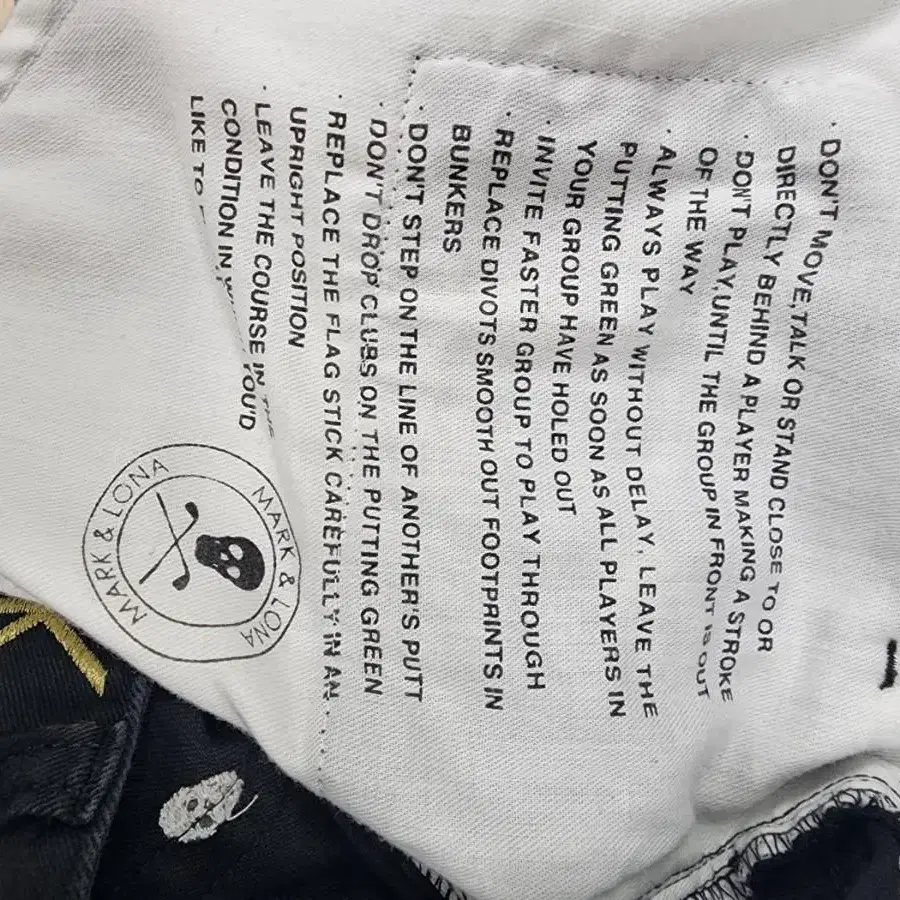 · DON'T MOVE, TALK OR STAND CLOSE TO OR
DIRECTLY BEHIND A PLAYER MAKING A STROKE
· DON'T PLAY, UNTIL THE GROUP IN FRONT IS OUT
OF THE WAY
· ALWAYS PLAY WITHOUT DELAY, LEAVE THE
PUTTING GREEN AS SOON AS ALL PLAYERS IN
YOUR GROUP HAVE HOLED OUT
· INVITE FASTER GROUP TO PLAY THROUGH
· REPLACE DIVOTS SMOOTH OUT FOOTPRINTS IN
BUNKERS
· DON'T STEP ON THE LINE OF ANOTHER'S PUTT
· DON'T DROP CLUBS ON THE PUTTING GREEN
· REPLACE THE FLAG STICK CAREFULLY IN AN
UPRIGHT POSITION
· LEAVE THE COURSE IN THE
CONDITION IN YOU'D
LIKE TO
MARK & LONA
MARK & LONA